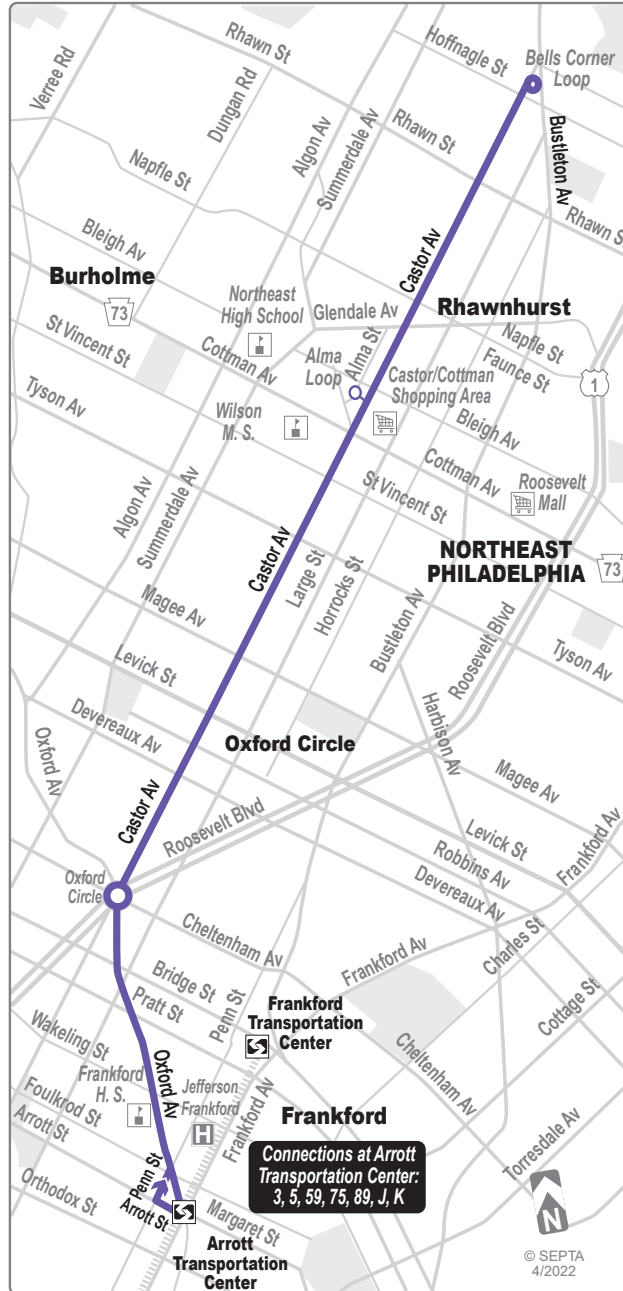 Hoffnagle St
Bells Corner
Loop
Rhawn St
Verree Rd
Dungan Rd
Algon Av
Summerdale Av
Rhawn St
Bustleton Av
Napfle St
Rhawn St
Bleigh Av
Castor Av
Burholme
73
Northeast
High School
Glendale Av
Rhawnhurst
St Vincent St
Cottman Av
Alma
Loop
Alma St
Napfle St
Faunce St
1
Castor/Cottman
Shopping Area
Tyson Av
Wilson
M. S.
Bleigh Av
Cottman Av
Roosevelt
Mall
St Vincent St
Algon Av
Summerdale Av
Castor Av
Large St
Horrocks St
NORTHEAST
PHILADELPHIA
73
Magee Av
Bustleton Av
Roosevelt Blvd
Tyson Av
Levick St
Harbison Av
Devereaux Av
Oxford Circle
Oxford Av
Magee Av
Castor Av
Roosevelt Blvd
Levick St
Robbins Av
Frankford Av
Oxford
Circle
Devereaux Av
Cheltenham Av
Charles St
Bridge St
Frankford Av
Pratt St
Penn St
Cottage St
Frankford
Transportation
Center
Wakeling St
Oxford Av
Cheltenham Av
Frankford
H. S.
Jefferson
Frankford
H
Frankford Av
Foulkrod St
Frankford
Arrott St
Torresdale Av
Connections at Arrott
Transportation Center:
3, 5, 59, 75, 89, J, K
Penn St
Orthodox St
Arrott St
Margaret St
N
Arrott
Transportation
Center
© SEPTA
4/2022